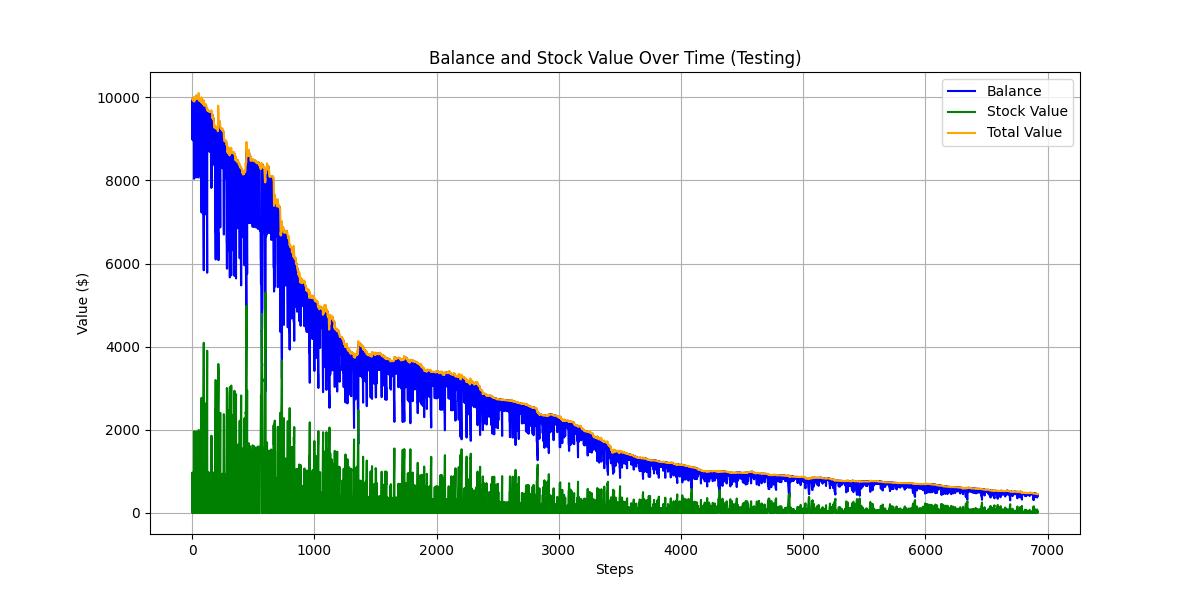 Balance and Stock Value Over Time (Testing)
Balance
Stock Value
Total Value
10000
8000
6000
4000
2000
0
Value ($)
0 1000 2000 3000 4000 5000 6000 7000
Steps